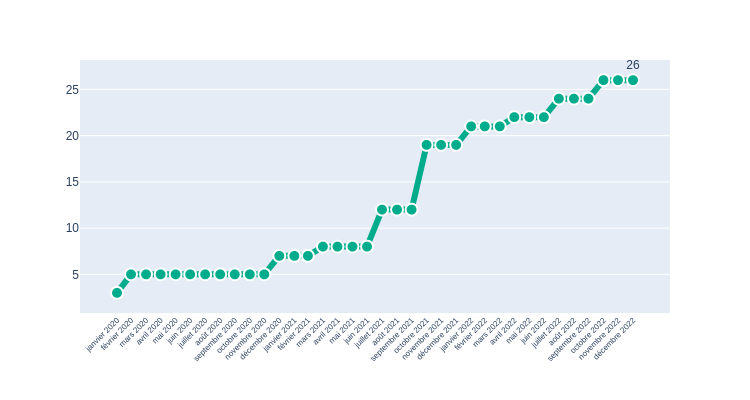 26
25
20
15
10
5
janvier 2020
février 2020
mars 2020
avril 2020
mai 2020
juin 2020
juillet 2020
août 2020
septembre 2020
octobre 2020
novembre 2020
décembre 2020
janvier 2021
février 2021
mars 2021
avril 2021
mai 2021
juin 2021
juillet 2021
août 2021
septembre 2021
octobre 2021
novembre 2021
décembre 2021
janvier 2022
février 2022
mars 2022
avril 2022
mai 2022
juin 2022
juillet 2022
août 2022
septembre 2022
octobre 2022
novembre 2022
décembre 2022